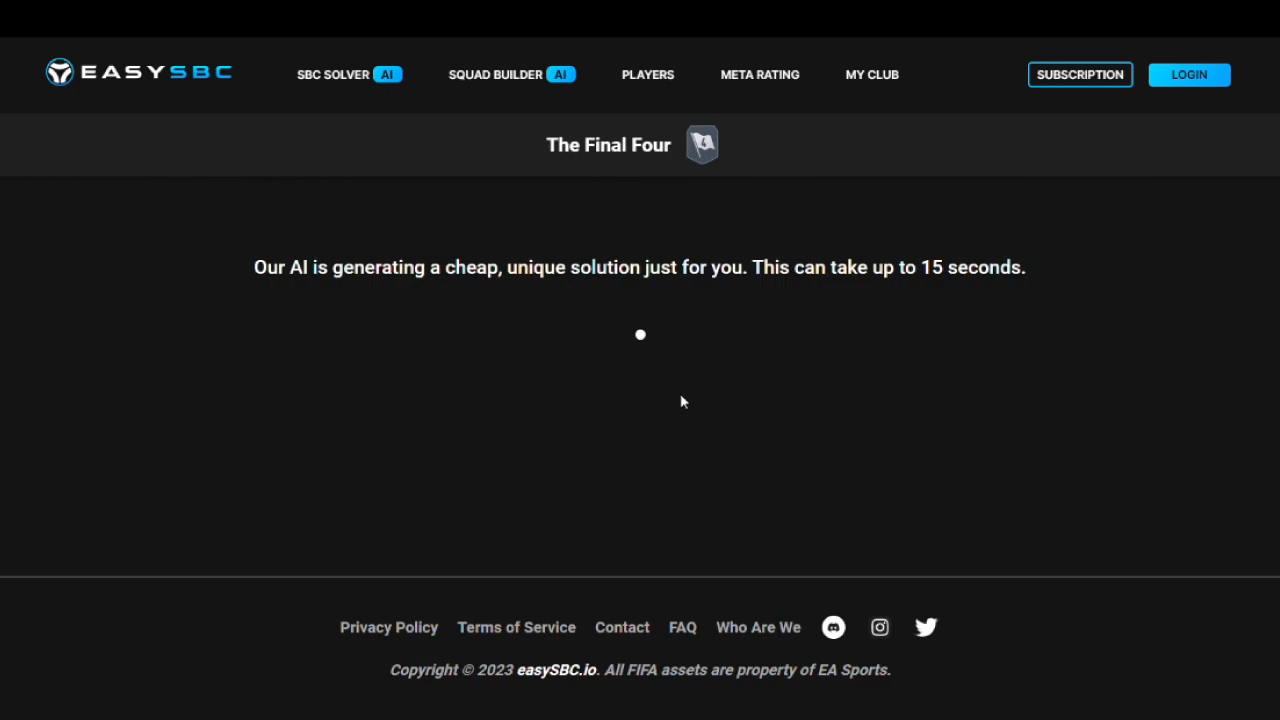 EASYSBC
SBC SOLVER AI
SQUAD BUILDER AI
PLAYERS
META RATING
MY CLUB
SUBSCRIPTION
LOGIN
The Final Four
4
Our AI is generating a cheap, unique solution just for you. This can take up to 15 seconds.
Privacy Policy
Terms of Service
Contact
FAQ
Who Are We
Copyright © 2023 easySBC.io. All FIFA assets are property of EA Sports.